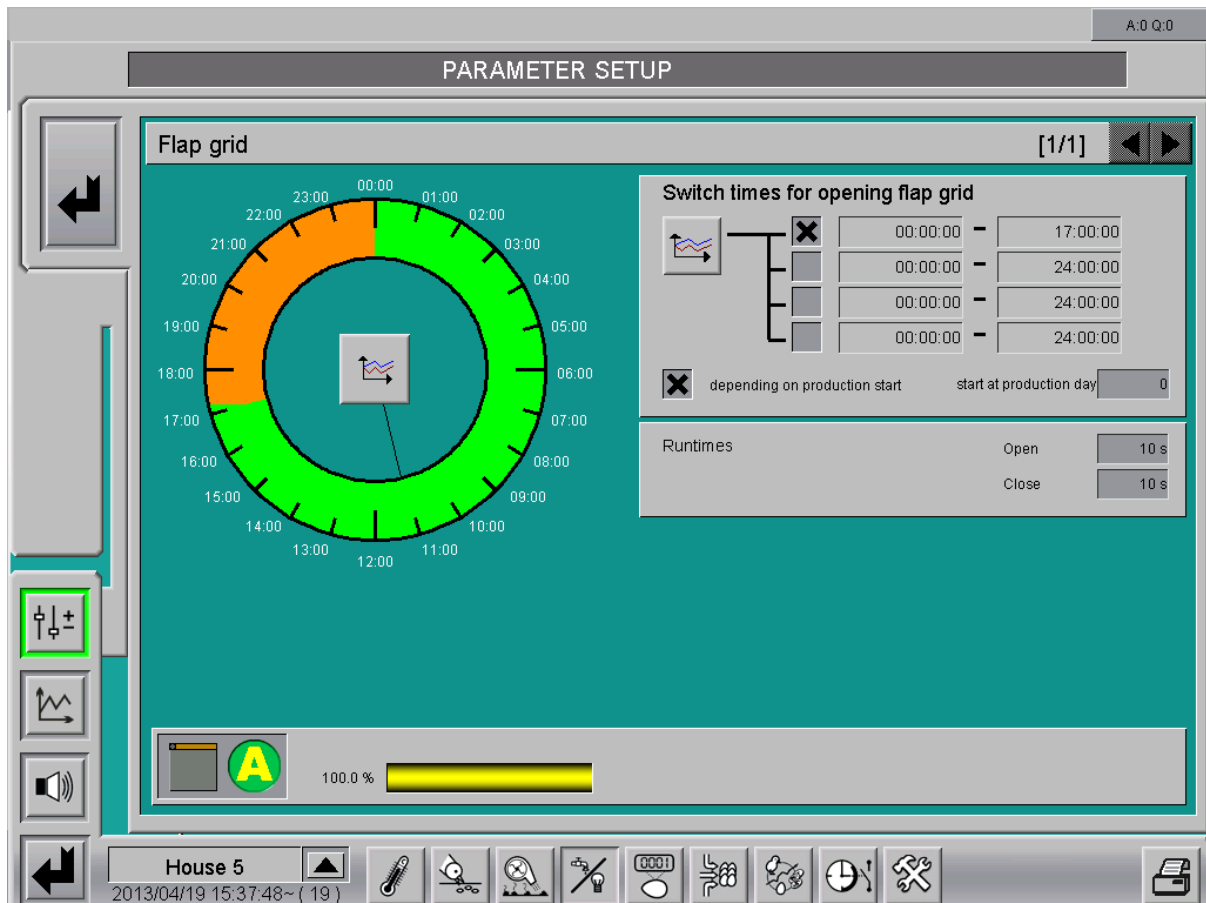 A:0 Q:0
PARAMETER SETUP
Flap grid [1/1]
00:00
01:00
02:00
03:00
04:00
05:00
06:00
07:00
08:00
09:00
10:00
11:00
12:00
13:00
14:00
15:00
16:00
17:00
18:00
19:00
20:00
21:00
22:00
23:00
Switch times for opening flap grid
00:00:00 - 17:00:00
00:00:00 - 24:00:00
00:00:00 - 24:00:00
00:00:00 - 24:00:00
depending on production start start at production day 0
Runtimes Open 10 s
Close 10 s
A 100.0 %
House 5
2013/04/19 15:37:48~ ( 19 )
0001